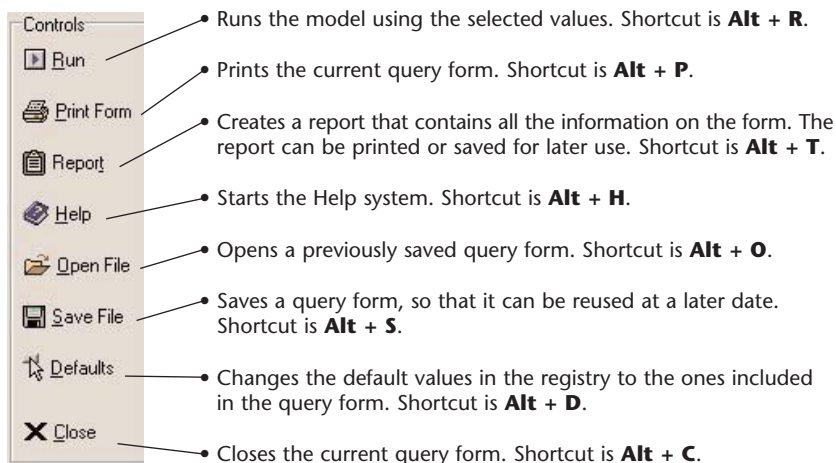 Controls
Run
Runs the model using the selected values. Shortcut is Alt + R.
Print Form
Prints the current query form. Shortcut is Alt + P.
Report
Creates a report that contains all the information on the form. The
report can be printed or saved for later use. Shortcut is Alt + T.
Help
Starts the Help system. Shortcut is Alt + H.
Open File
Opens a previously saved query form. Shortcut is Alt + O.
Save File
Saves a query form, so that it can be reused at a later date.
Shortcut is Alt + S.
Defaults
Changes the default values in the registry to the ones included
in the query form. Shortcut is Alt + D.
Close
Closes the current query form. Shortcut is Alt + C.